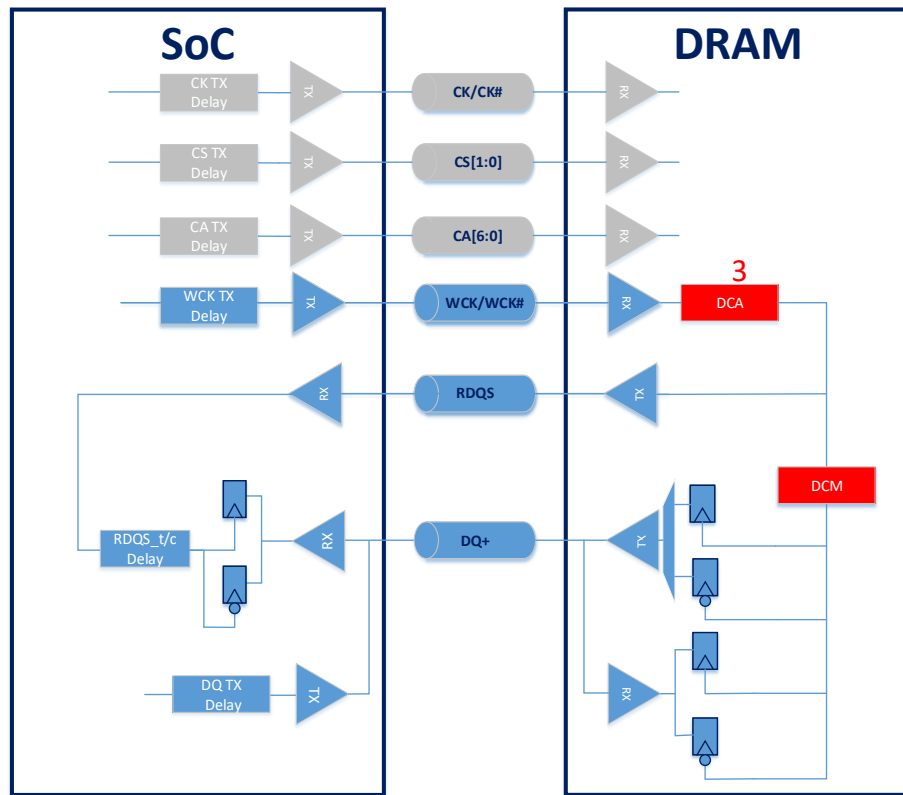 SoC
DRAM
CK TX
Delay
TX
CK/CK#
RX
CS TX
Delay
TX
CS[1:0]
RX
CA TX
Delay
TX
CA[6:0]
RX
3
WCK TX
Delay
TX
WCK/WCK#
RX
DCA
RX
RDQS
TX
DCM
RDQS_t/c
Delay
RX
DQ+
TX
DQ TX
Delay
TX
RX